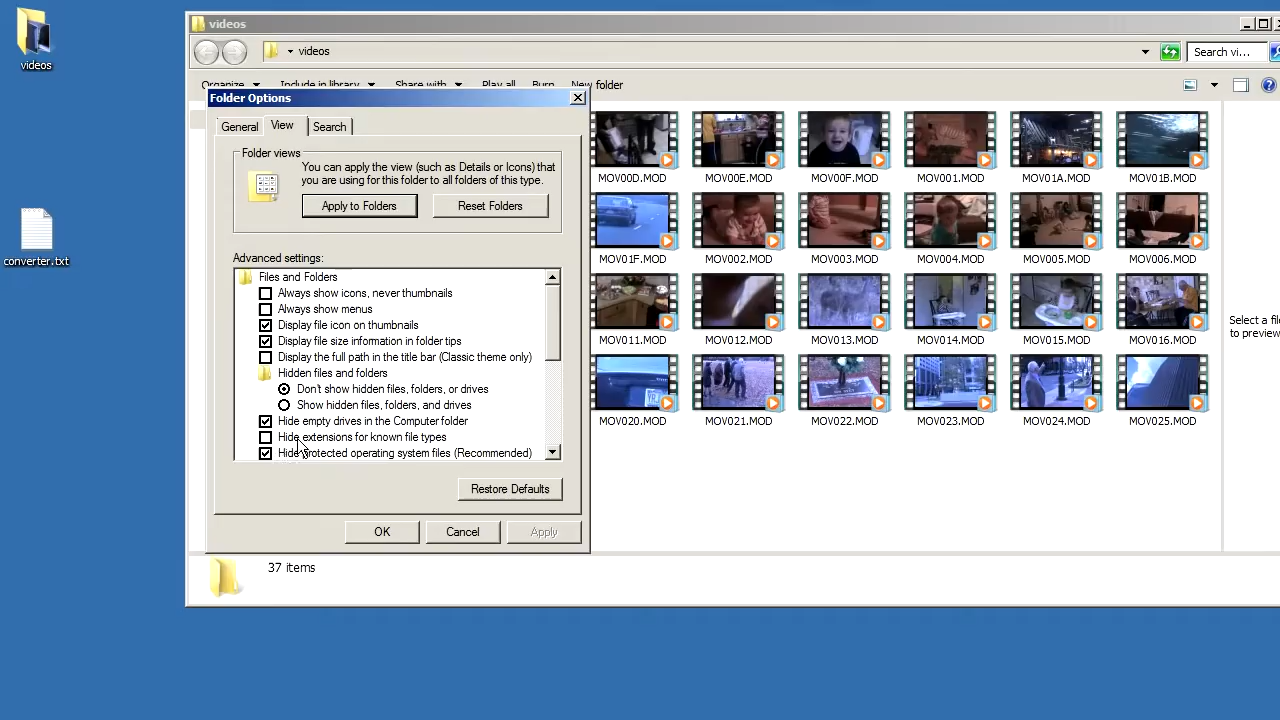 videos
videos
videos
Search vi...
Organize Include in library Share with Play all Burn New folder
Folder Options
General View Search
Folder views
You can apply the view (such as Details or Icons) that
you are using for this folder to all folders of this type.
Apply to Folders Reset Folders
Advanced settings:
Files and Folders
Always show icons, never thumbnails
Always show menus
Display file icon on thumbnails
Display file size information in folder tips
Display the full path in the title bar (Classic theme only)
Hidden files and folders
Don't show hidden files, folders, or drives
Show hidden files, folders, and drives
Hide empty drives in the Computer folder
Hide extensions for known file types
Hide protected operating system files (Recommended)
Restore Defaults
OK Cancel Apply
converter.txt
MOV00D.MOD MOV00E.MOD MOV00F.MOD MOV001.MOD MOV01A.MOD MOV01B.MOD
MOV01F.MOD MOV002.MOD MOV003.MOD MOV004.MOD MOV005.MOD MOV006.MOD
MOV011.MOD MOV012.MOD MOV013.MOD MOV014.MOD MOV015.MOD MOV016.MOD
MOV020.MOD MOV021.MOD MOV022.MOD MOV023.MOD MOV024.MOD MOV025.MOD
Select a file
to preview.
37 items